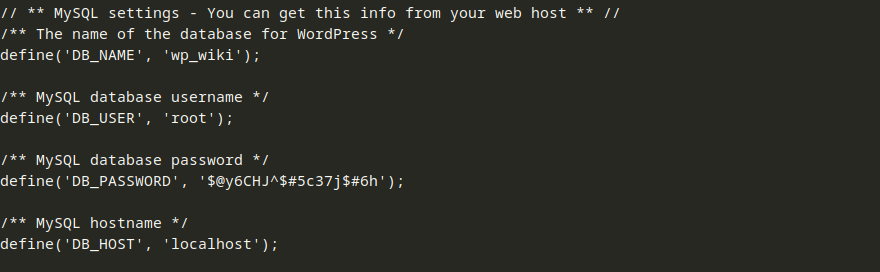 // ** MySQL settings - You can get this info from your web host ** //
/** The name of the database for WordPress */
define('DB_NAME', 'wp_wiki');
/** MySQL database username */
define('DB_USER', 'root');
/** MySQL database password */
define('DB_PASSWORD', '$@y6CHJ^$#5c37j$#6h');
/** MySQL hostname */
define('DB_HOST', 'localhost');